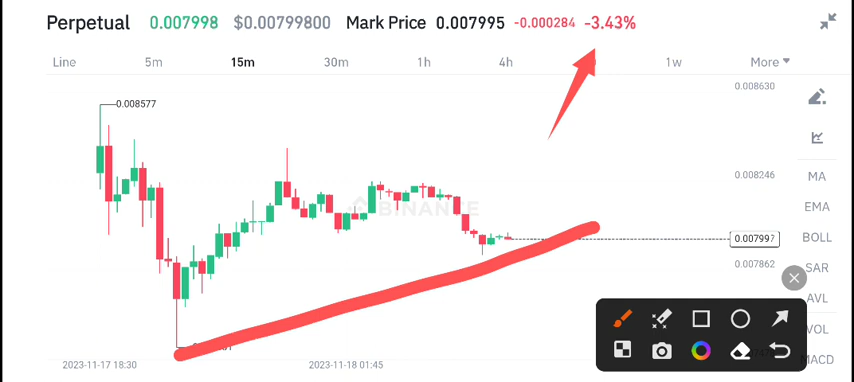 Perpetual 0.007998 $0.00799800 Mark Price 0.007995 -0.000284 -3.43%
Line 5m 15m 30m 1h 4h 1w More
0.008630
0.008577
MA
0.008246
EMA
BINANCE
BOLL
0.007997
0.007862
SAR
AVL
VOL
MACD
2023-11-17 18:30 2023-11-18 01:45